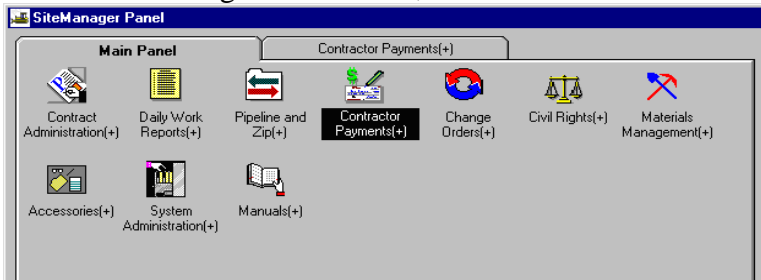 SiteManager Panel
Main Panel
Contractor Payments(+)
Contract
Administration(+)
Daily Work
Reports(+)
Pipeline and
Zip(+)
Contractor
Payments(+)
Change
Orders(+)
Civil Rights(+)
Materials
Management(+)
Accessories(+)
System
Administration(+)
Manuals(+)